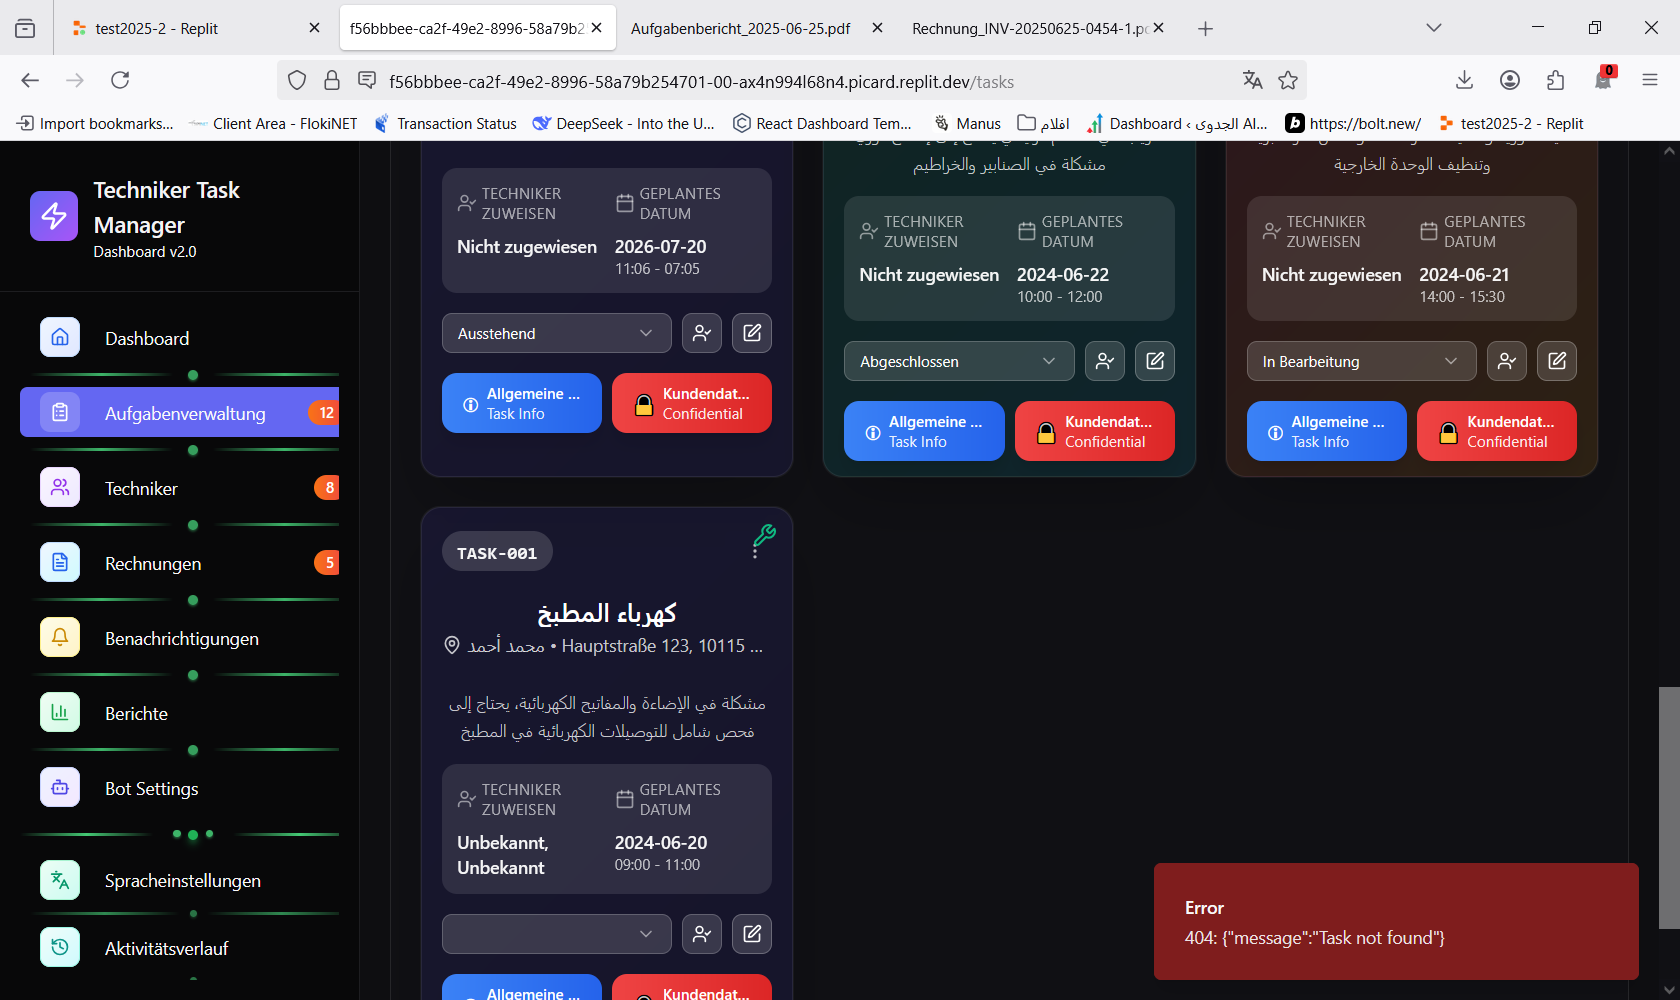 test2025-2 - Replit
f56bbbee-ca2f-49e2-8996-58a79b2
Aufgabenbericht_2025-06-25.pdf
Rechnung_INV-20250625-0454-1.pc
f56bbbee-ca2f-49e2-8996-58a79b254701-00-ax4n994l68n4.picard.replit.dev/tasks
0
Import bookmarks...
Client Area - FlokiNET
Transaction Status
DeepSeek - Into the U...
React Dashboard Tem...
Manus
افلام
Dashboard ‹ الجدوى Al...
https://bolt.new/
test2025-2 - Replit
Techniker Task
Manager
Dashboard v2.0
Dashboard
Aufgabenverwaltung
12
Techniker
8
Rechnungen
5
Benachrichtigungen
Berichte
Bot Settings
Spracheinstellungen
Aktivitätsverlauf
TECHNIKER
ZUWEISEN
GEPLANTES
DATUM
Nicht zugewiesen
2026-07-20
11:06 - 07:05
Ausstehend
Allgemeine ...
Task Info
Kundendat...
Confidential
مشكلة في الصنابير والخراطيم
TECHNIKER
ZUWEISEN
GEPLANTES
DATUM
Nicht zugewiesen
2024-06-22
10:00 - 12:00
Abgeschlossen
Allgemeine ...
Task Info
Kundendat...
Confidential
وتنظيف الوحدة الخارجية
TECHNIKER
ZUWEISEN
GEPLANTES
DATUM
Nicht zugewiesen
2024-06-21
14:00 - 15:30
In Bearbeitung
Allgemeine ...
Task Info
Kundendat...
Confidential
TASK-001
كهرباء المطبخ
محمد أحمد • Hauptstraße 123, 10115 ...
مشكلة في الإضاءة والمفاتيح الكهربائية، يحتاج إلى
فحص شامل للتوصيلات الكهربائية في المطبخ
TECHNIKER
ZUWEISEN
GEPLANTES
DATUM
Unbekannt,
Unbekannt
2024-06-20
09:00 - 11:00
Allgemeine ...
Kundendat...
Error
404: {"message":"Task not found"}